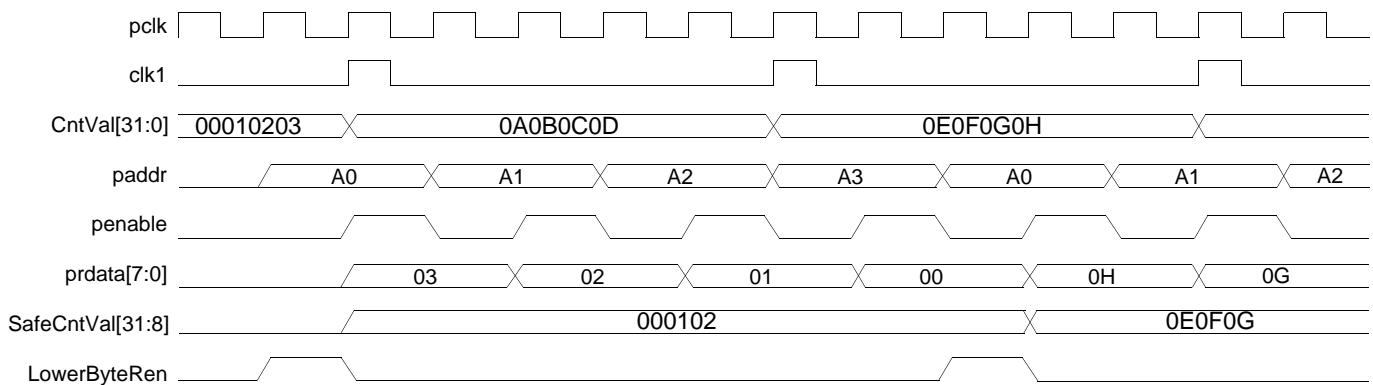 pclk
clk1
CntVal[31:0] 00010203 0A0B0C0D 0E0F0G0H
paddr A0 A1 A2 A3 A0 A1 A2
penable
prdata[7:0] 03 02 01 00 0H 0G
SafeCntVal[31:8] 000102 0E0F0G
LowerByteRen